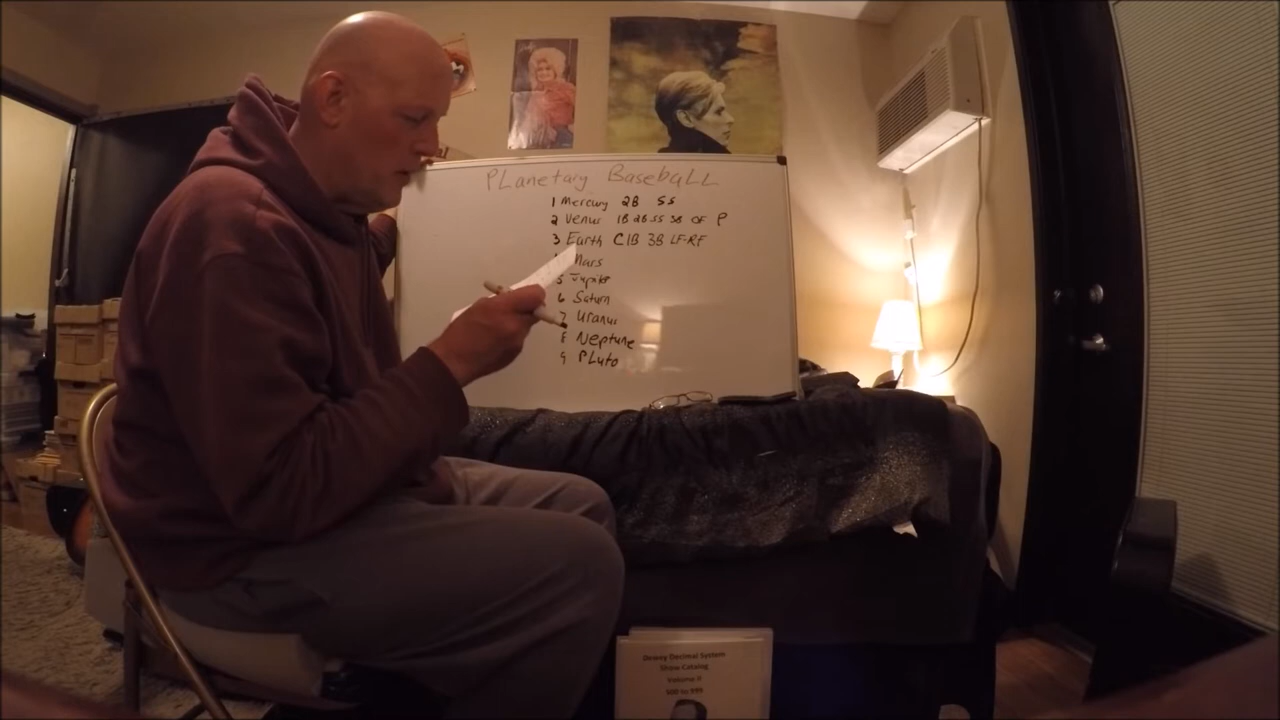 PLanetary BasebaLL
1 Mercury 2B SS
2 Venus 1B 2B SS 3B OF P
3 Earth C1B 3B LF-RF
Mars
5 Jupiter
6 Saturn
7 Uranus
8 Neptune
9 PLuto
Dewey Decimal System
Show Catalog
Volume II
500 to 999